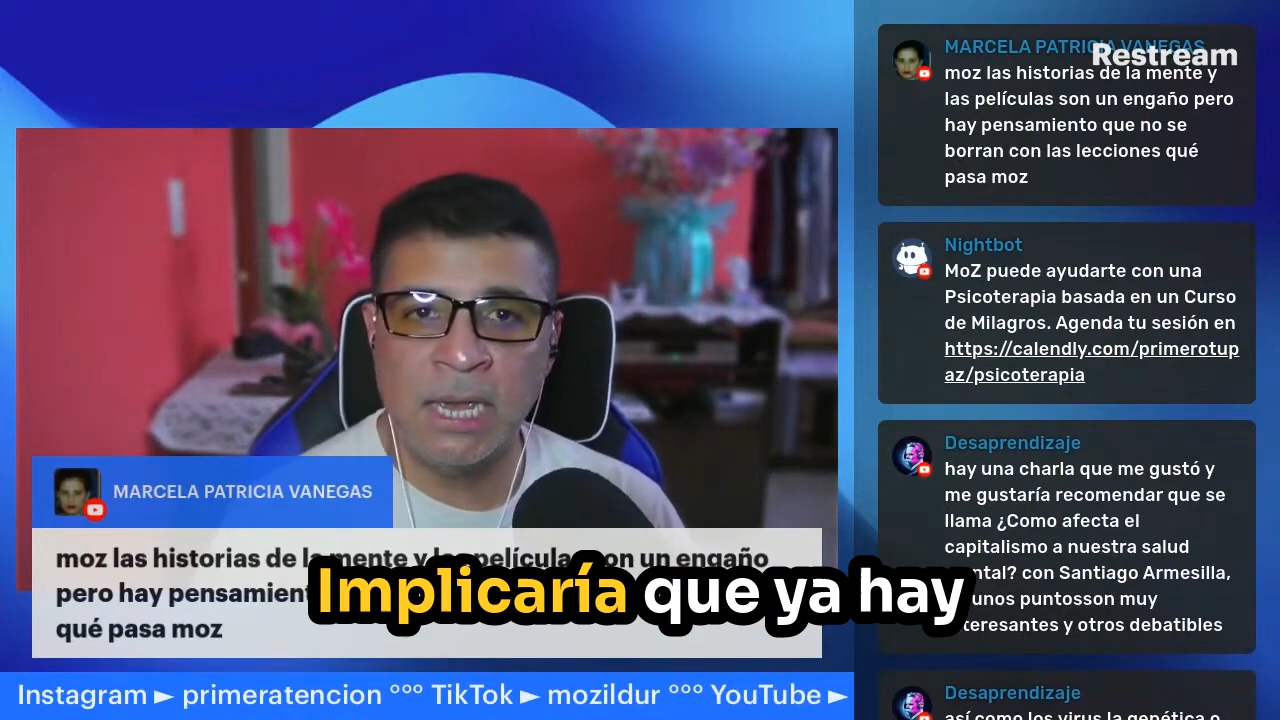 MARCELA PATRICIA VANEGAS
moz las historias de la mente y las películas son un engaño
pero hay pensamient
qué pasa moz
Implicaría que ya hay
Instagram ► primeratencion °°° TikTok ► mozildur °°° YouTube ►
Restream
MARCELA PATRICIA VANEGAS
moz las historias de la mente y
las películas son un engaño pero
hay pensamiento que no se
borran con las lecciones qué
pasa moz
Nightbot
MoZ puede ayudarte con una
Psicoterapia basada en un Curso
de Milagros. Agenda tu sesión en
https://calendly.com/primerotup
az/psicoterapia
Desaprendizaje
hay una charla que me gustó y
me gustaría recomendar que se
llama ¿Como afecta el
capitalismo a nuestra salud
mental? con Santiago Armesilla,
puntosson muy
interesantes y otros debatibles
Desaprendizaje
así como los virus la genética o